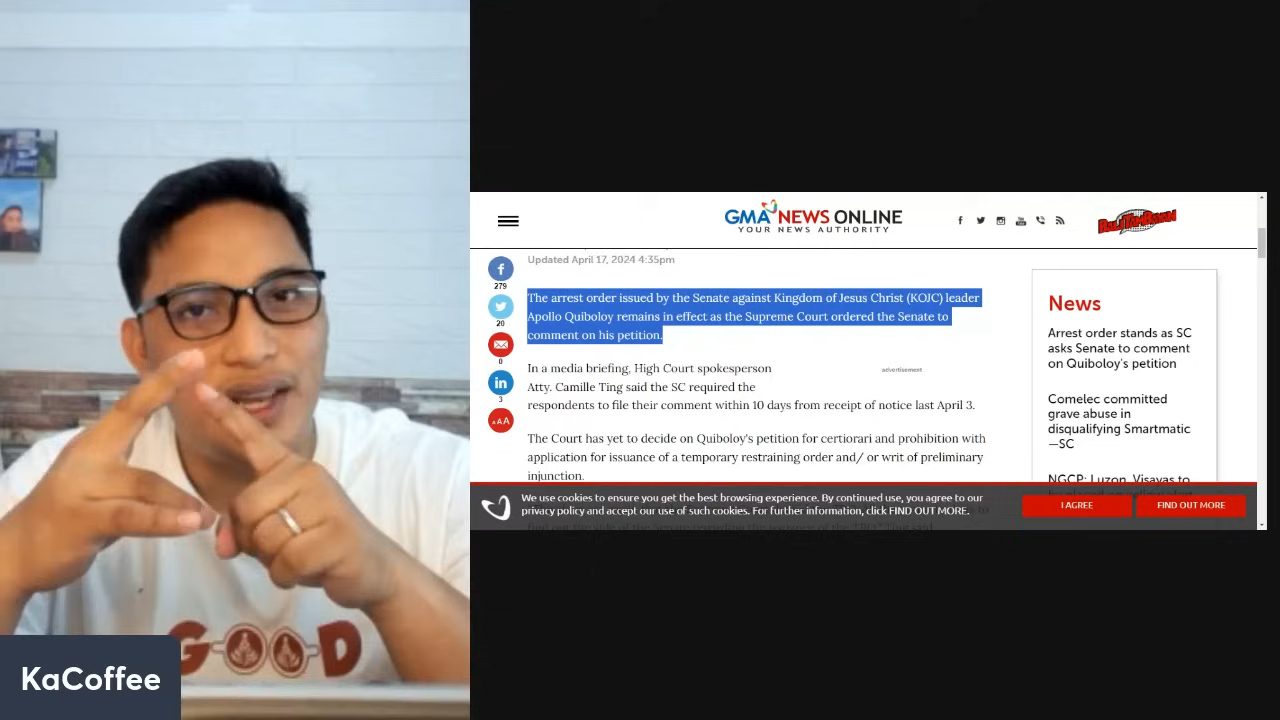 GOOD
KaCoffee
GMA NEWS ONLINE
YOUR NEWS AUTHORITY
Updated April 17, 2024 4:35pm
279
20
0
3
AAA
The arrest order issued by the Senate against Kingdom of Jesus Christ (KOJC) leader
Apollo Quiboloy remains in effect as the Supreme Court ordered the Senate to
comment on his petition.
In a media briefing, High Court spokesperson
Atty. Camille Ting said the SC required the
respondents to file their comment within 10 days from receipt of notice last April 3.
advertisement
The Court has yet to decide on Quiboloy's petition for certiorari and prohibition with
application for issuance of a temporary restraining order and/ or writ of preliminary
injunction.
News
Arrest order stands as SC
asks Senate to comment
on Quiboloy's petition
Comelec committed
grave abuse in
disqualifying Smartmatic
—SC
NGCP: Luzon, Visayas to
We use cookies to ensure you get the best browsing experience. By continued use, you agree to our
privacy policy and accept our use of such cookies. For further information, click FIND OUT MORE.
I AGREE
FIND OUT MORE